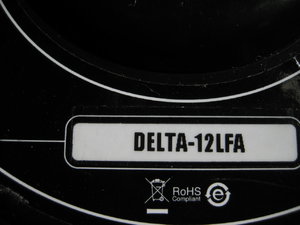 DELTA-12LFA
RoHS
Compliant
e